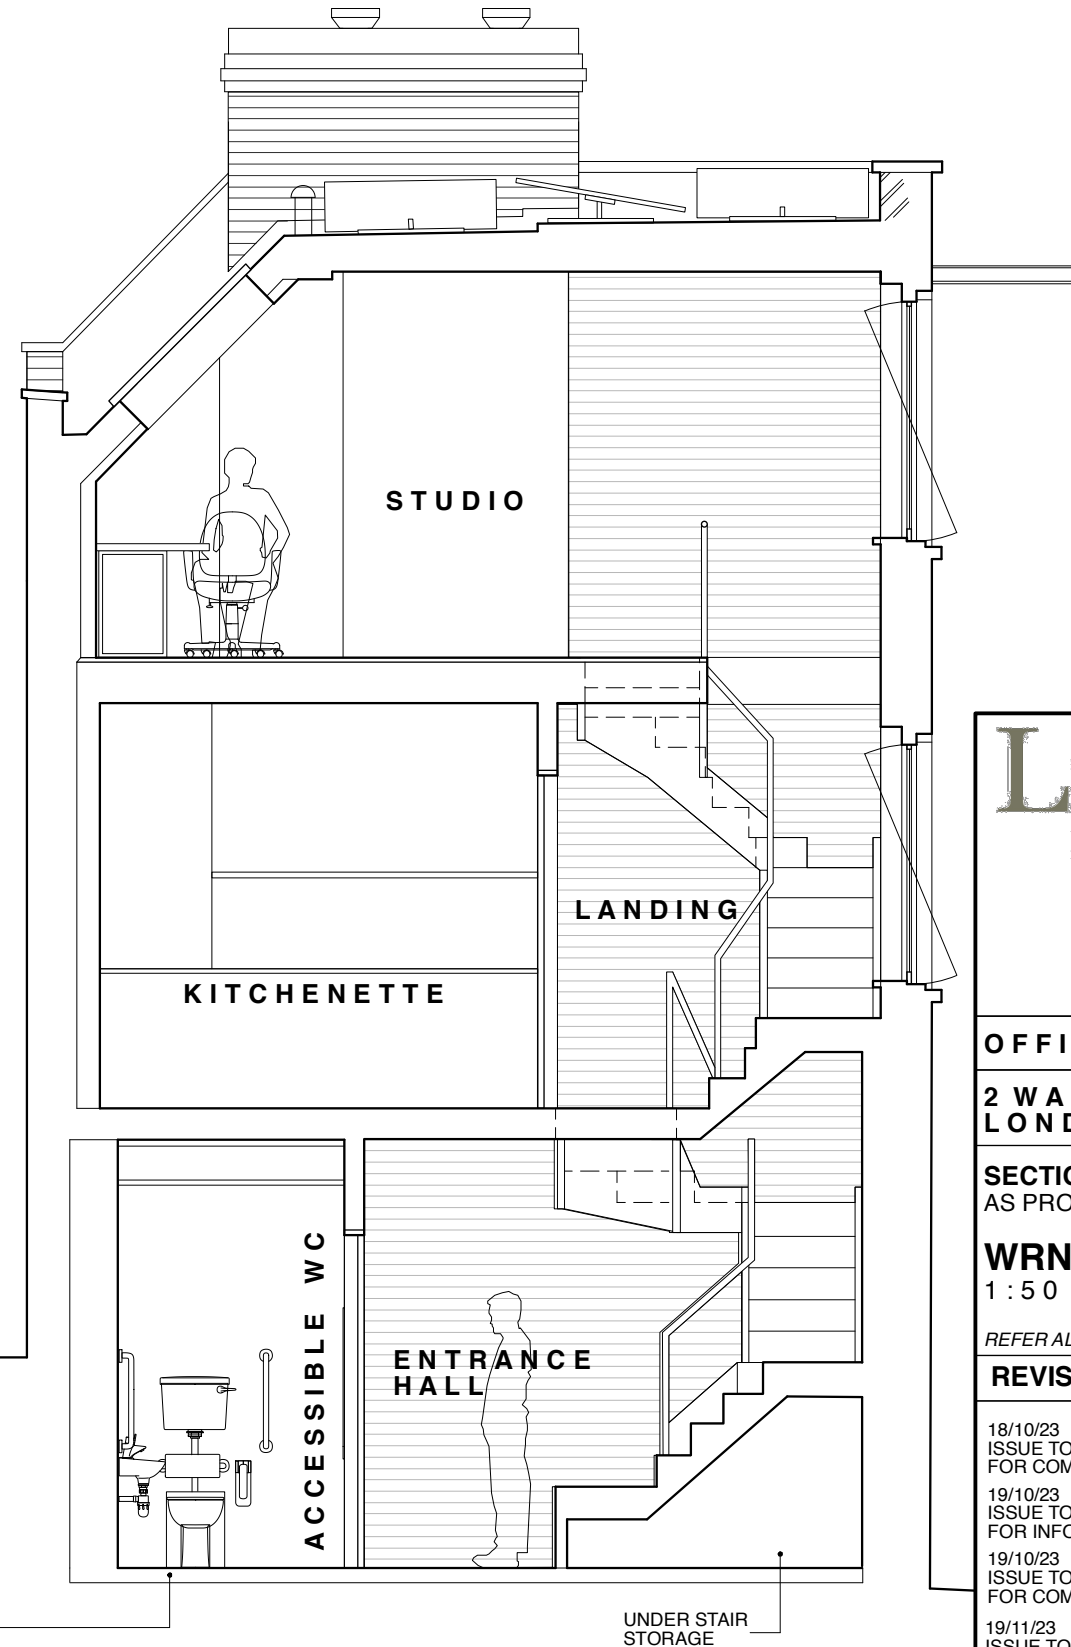 STUDIO
LANDING
KITCHENETTE
ACCESSIBLE WC
ENTRANCE
HALL
UNDER STAIR
STORAGE
L
OFFI
2 WA
LOND
SECTIO
AS PRO
WRN
1:50
REFER AL
REVIS
18/10/23
ISSUE TO
FOR COM
19/10/23
ISSUE TO
FOR INFO
19/10/23
ISSUE TO
FOR COM
19/11/23
ISSUE TO